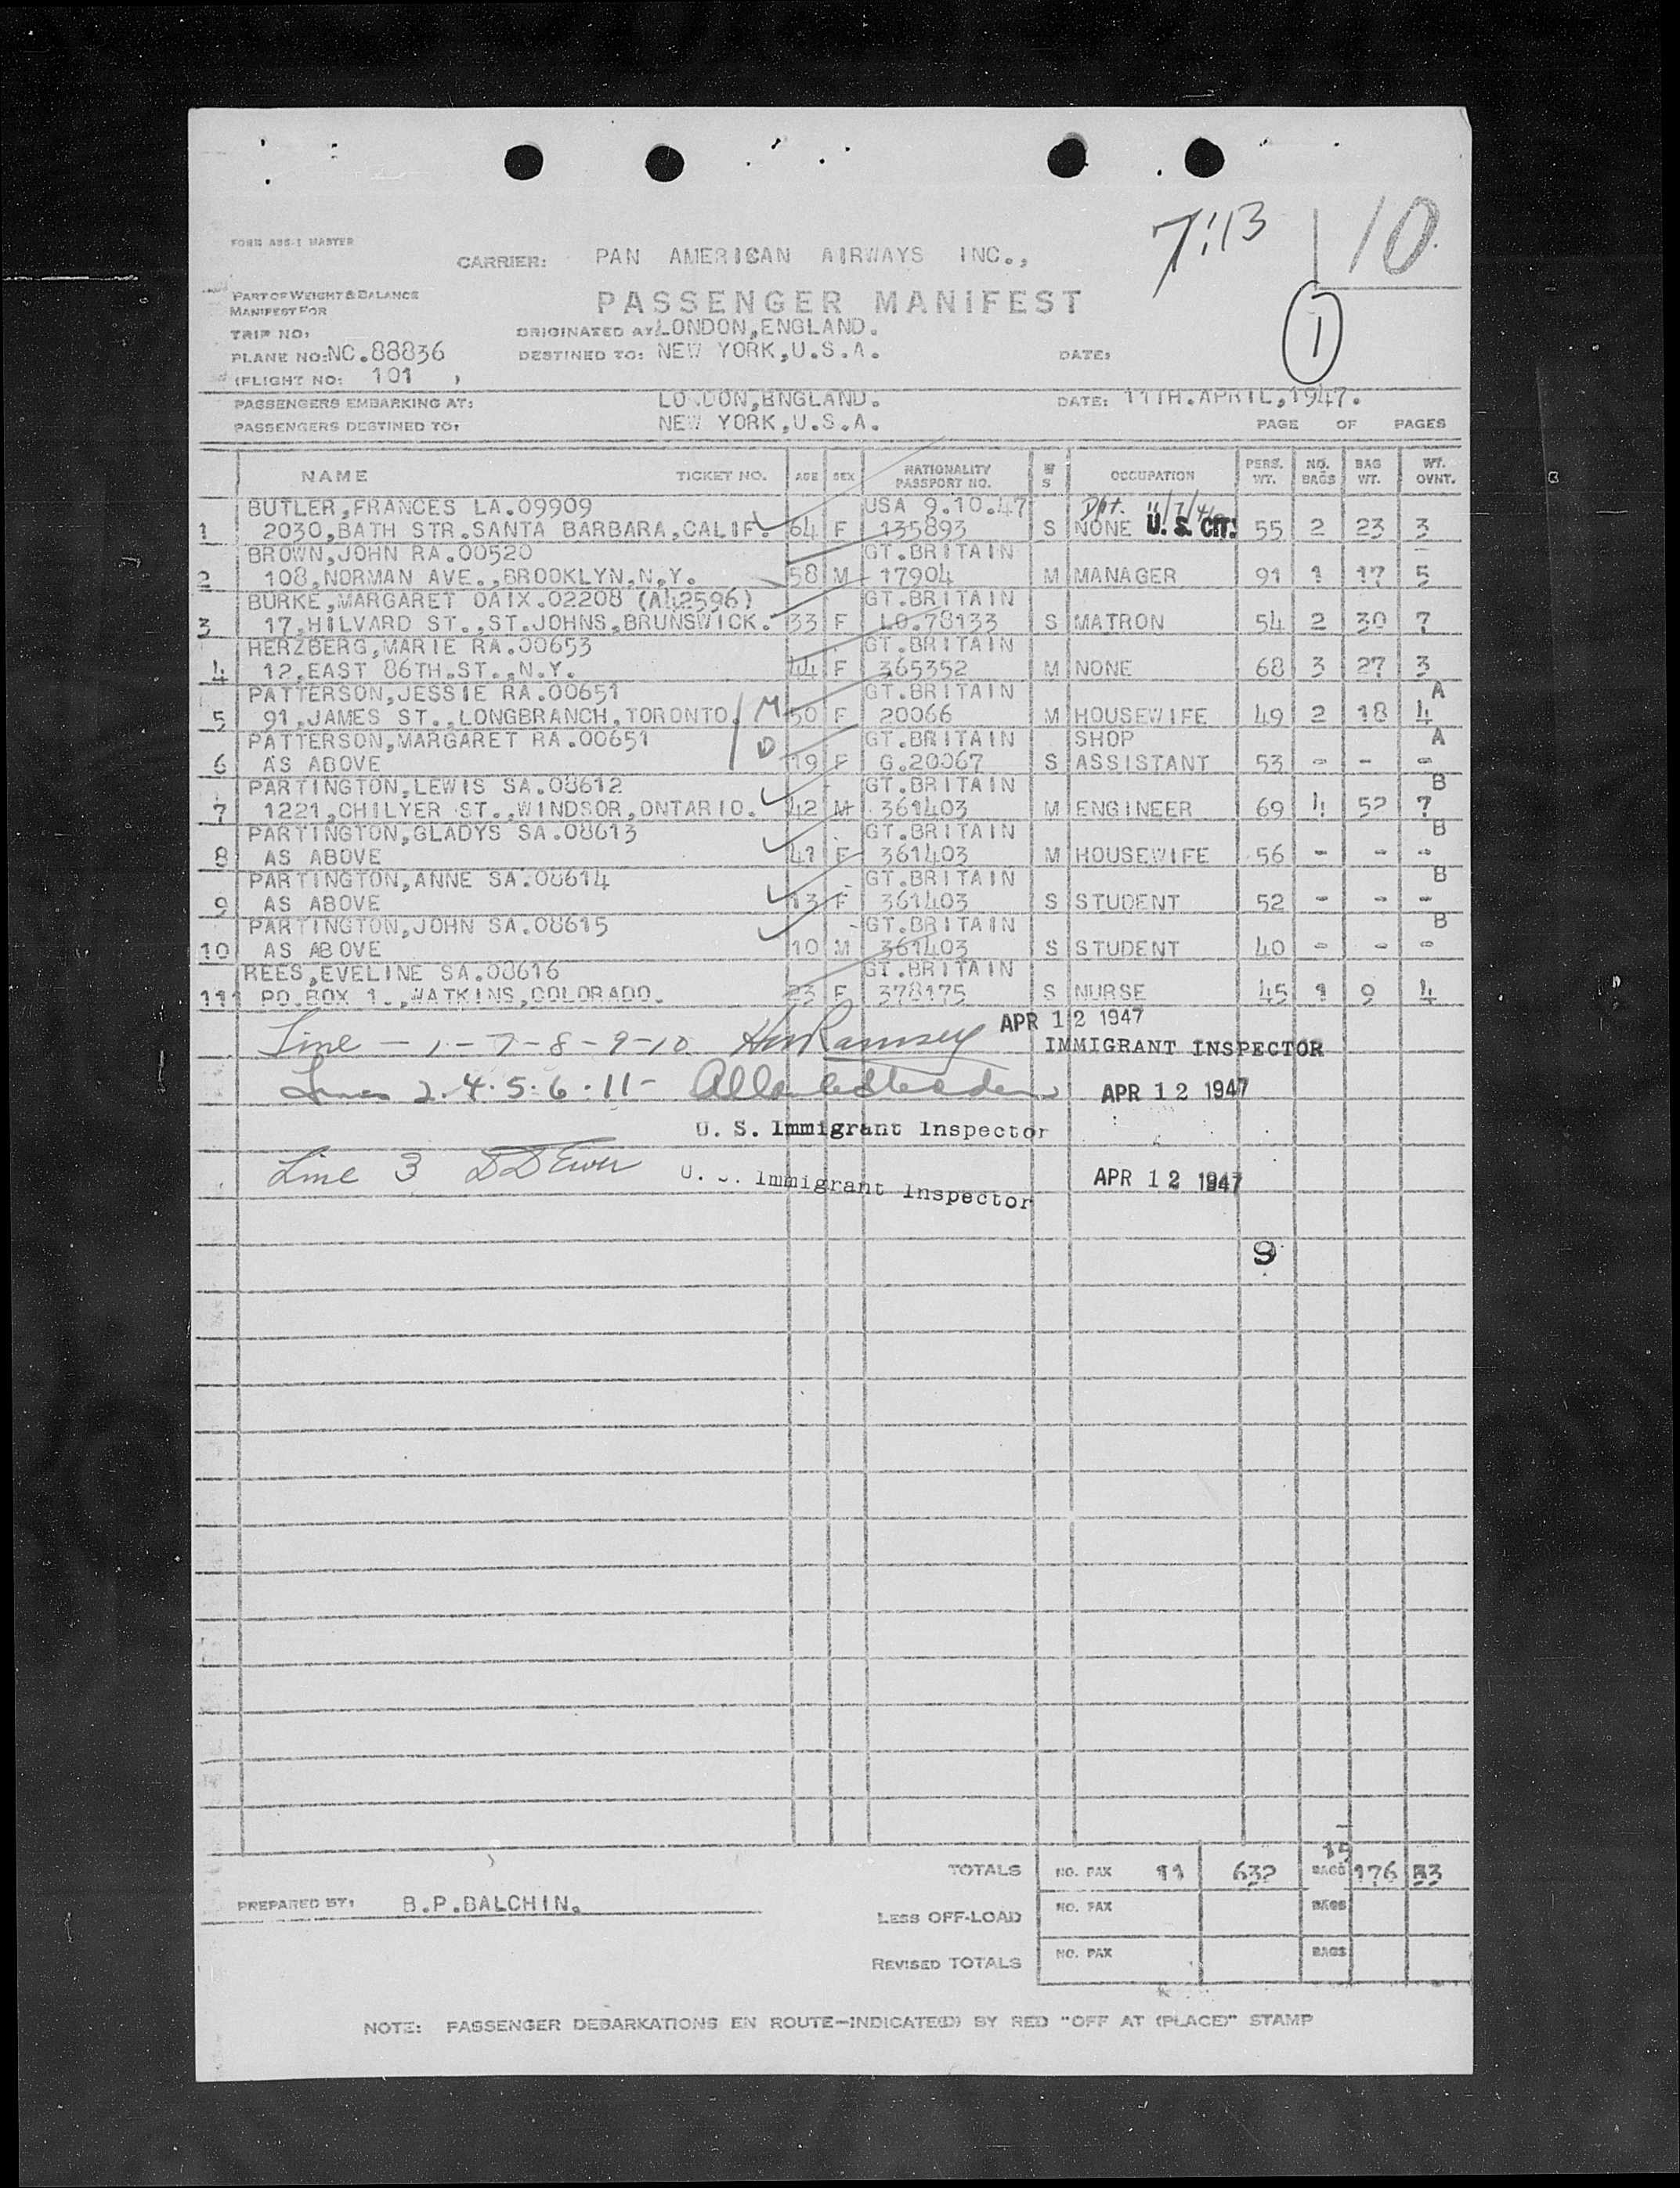 7:13 10
FORM ABS-1 MASTER
CARRIER: PAN AMERICAN AIRWAYS INC.,
PART OF WEIGHT & BALANCE
MANIFEST FOR
PASSENGER MANIFEST
1
TRIP NO: ORIGINATED AT: LONDON,ENGLAND.
PLANE NO: NC.88836 DESTINED TO: NEW YORK,U.S.A. DATE:
(FLIGHT NO: 101 )
PASSENGERS EMBARKING AT: LONDON,ENGLAND. DATE: 11TH.APRIL,1947.
PASSENGERS DESTINED TO: NEW YORK,U.S.A. PAGE OF PAGES
NAME TICKET NO. AGE SEX NATIONALITY PASSPORT NO. M S OCCUPATION PERS. WT. NO. BAGS BAG WT. WT. OVNT.
BUTLER,FRANCES LA.09909 USA 9.10.47
1 2030,BATH STR.SANTA BARBARA,CALIF. 64 F 135893 S NONE U. S. CIT. 55 2 23 3
BROWN,JOHN RA.00520 GT.BRITAIN
2 108,NORMAN AVE.,BROOKLYN,N.Y. 58 M 17904 M MANAGER 91 1 17 5
BURKE,MARGARET OAIX.02208 (A42596) GT.BRITAIN
3 17,HILVARD ST.,ST.JOHNS,BRUNSWICK. 33 F LO.78133 S MATRON 54 2 30 7
HERZBERG,MARIE RA.00653 GT.BRITAIN
4 12,EAST 86TH.ST.,N.Y. 44 F 365352 M NONE 68 3 27 3
PATTERSON,JESSIE RA.00651 GT.BRITAIN A
5 91,JAMES ST.,LONGBRANCH,TORONTO. M 50 F 20066 M HOUSEWIFE 49 2 18 4
PATTERSON,MARGARET RA.00651 GT.BRITAIN SHOP A
6 AS ABOVE D 19 F G.20067 S ASSISTANT 53 - - -
PARTINGTON,LEWIS SA.08612 GT.BRITAIN B
7 1221,CHILYER ST.,WINDSOR,ONTARIO. 42 M 361403 M ENGINEER 69 4 52 7
PARTINGTON,GLADYS SA.08613 GT.BRITAIN B
8 AS ABOVE 41 F 361403 M HOUSEWIFE 56 - - -
PARTINGTON,ANNE SA.08614 GT.BRITAIN B
9 AS ABOVE 13 F 361403 S STUDENT 52 - - -
PARTINGTON,JOHN SA.08615 GT.BRITAIN B
10 AS ABOVE 10 M 361403 S STUDENT 40 - - -
REES,EVELINE SA.08616 GT.BRITAIN
11 PO.BOX 1.,WATKINS,COLORADO. 23 F 378175 S NURSE 45 1 9 4
Line - 1 - 7 - 8 - 9 - 10 Ramsey APR 12 1947
IMMIGRANT INSPECTOR
Lines 2.4.5.6.11 - APR 12 1947
U. S. Immigrant Inspector
Line 3 U. S. Immigrant Inspector APR 12 1947
9
TOTALS NO. PAX 11 632 15 BAGS 176 33
PREPARED BY: B.P.BALCHIN.
LESS OFF-LOAD NO. PAX BAGS
REVISED TOTALS NO. PAX BAGS
NOTE: PASSENGER DEBARKATIONS EN ROUTE-INDICATE(D) BY RED "OFF AT (PLACE)" STAMP